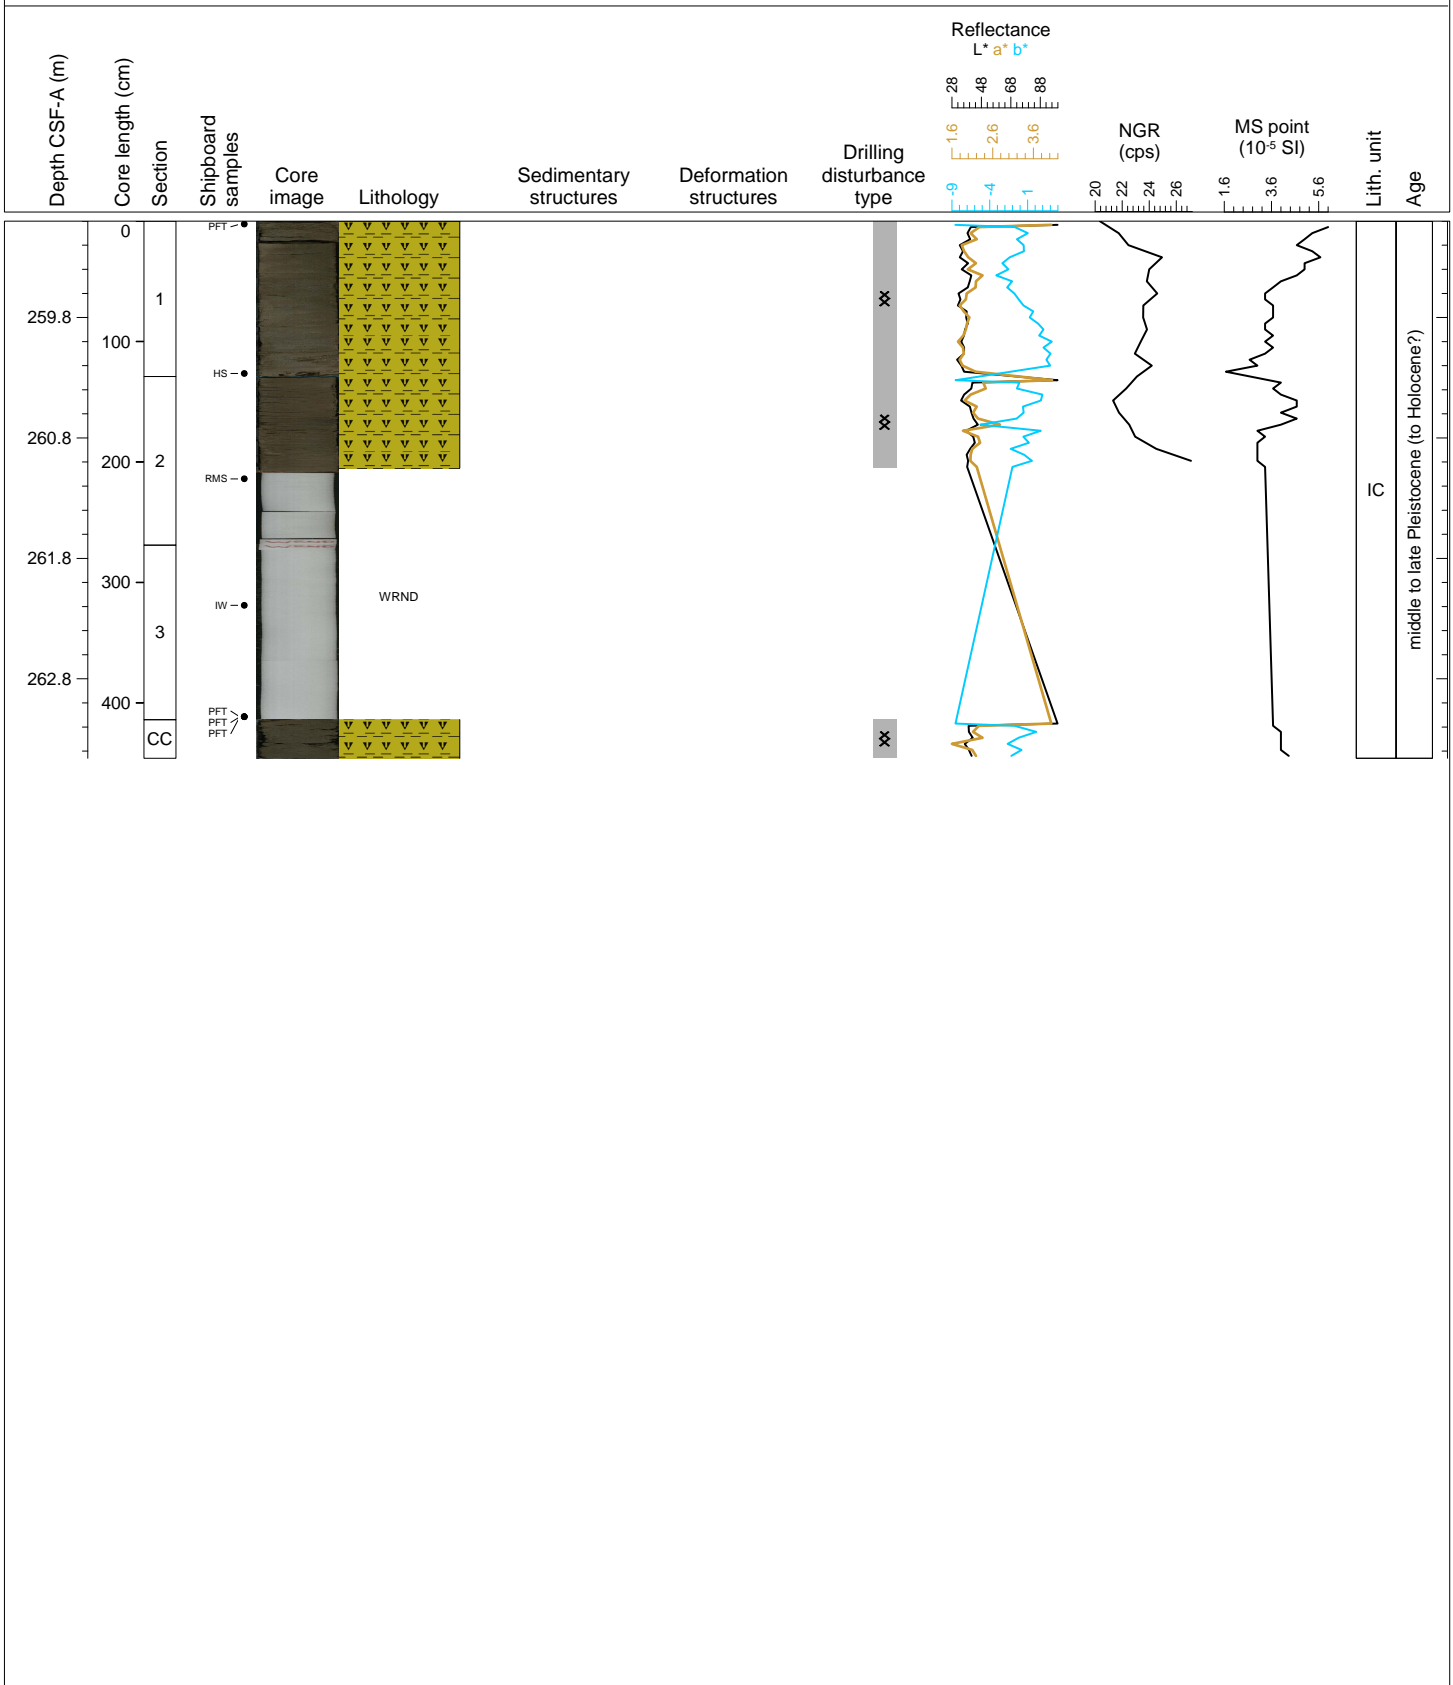 Depth CSF-A (m)
Core length (cm)
Section
Shipboard
samples
Core
image
Lithology
Sedimentary
structures
Deformation
structures
Drilling
disturbance
type
Reflectance
L* a* b*
28 48 68 88
1.6 2.6 3.6
-9 -4 1
NGR
(cps)
20 22 24 26
MS point
(10-5 SI)
1.6 3.6 5.6
Lith. unit
Age
0
PFT
1
259.8
100
HS
260.8
200
2
RMS
261.8
300
IW
WRND
3
262.8
400
PFT
PFT
PFT
CC
IC
middle to late Pleistocene (to Holocene?)